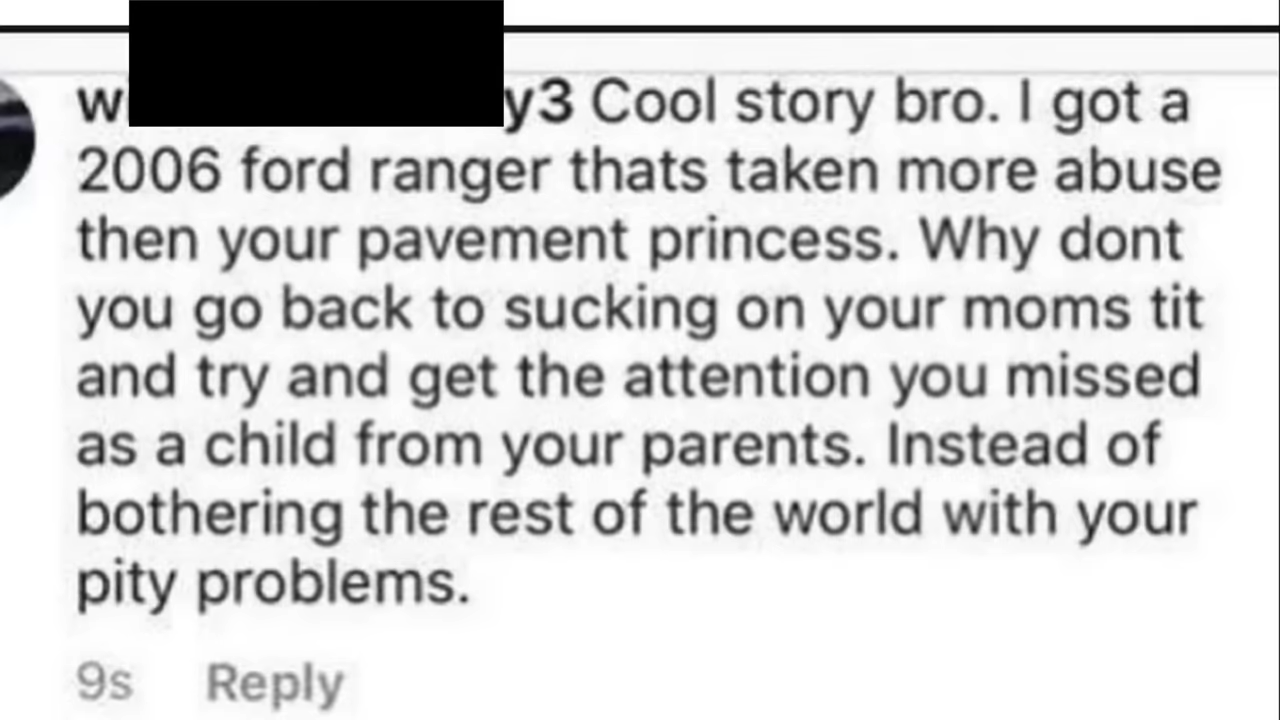 w y3 Cool story bro. I got a
2006 ford ranger thats taken more abuse
then your pavement princess. Why dont
you go back to sucking on your moms tit
and try and get the attention you missed
as a child from your parents. Instead of
bothering the rest of the world with your
pity problems.
9s Reply